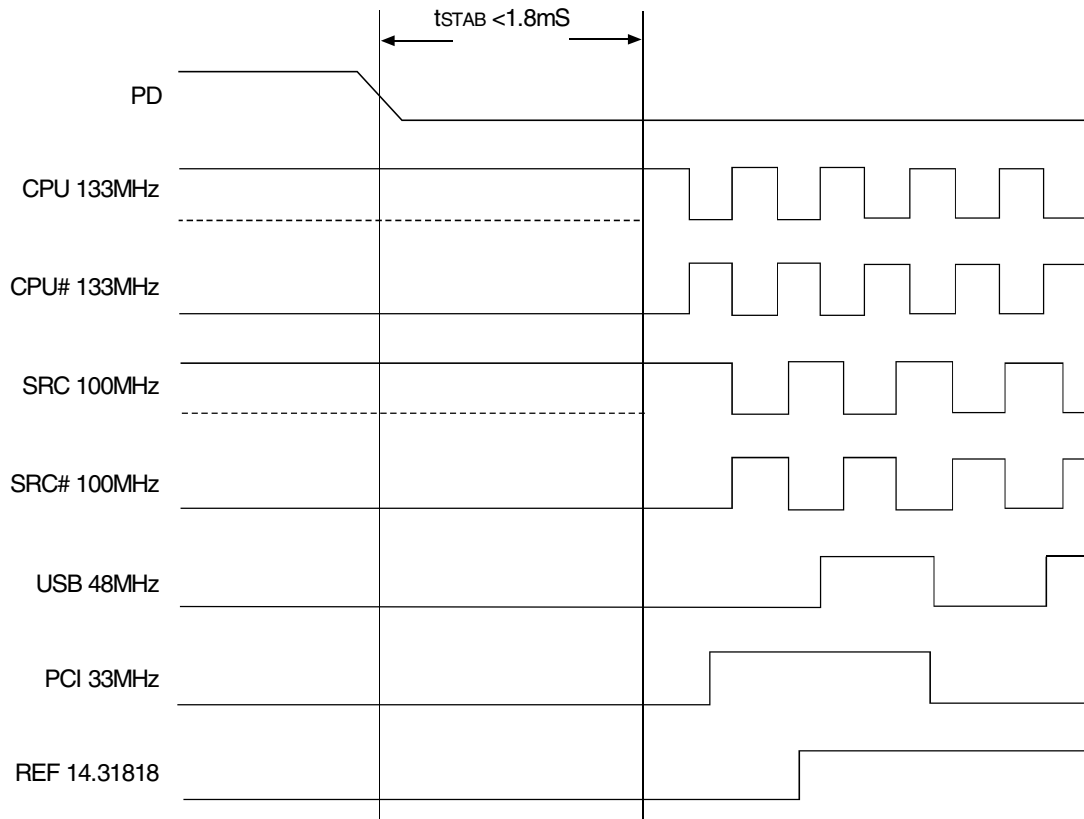 tSTAB <1.8mS
PD
CPU 133MHz
CPU# 133MHz
SRC 100MHz
SRC# 100MHz
USB 48MHz
PCI 33MHz
REF 14.31818